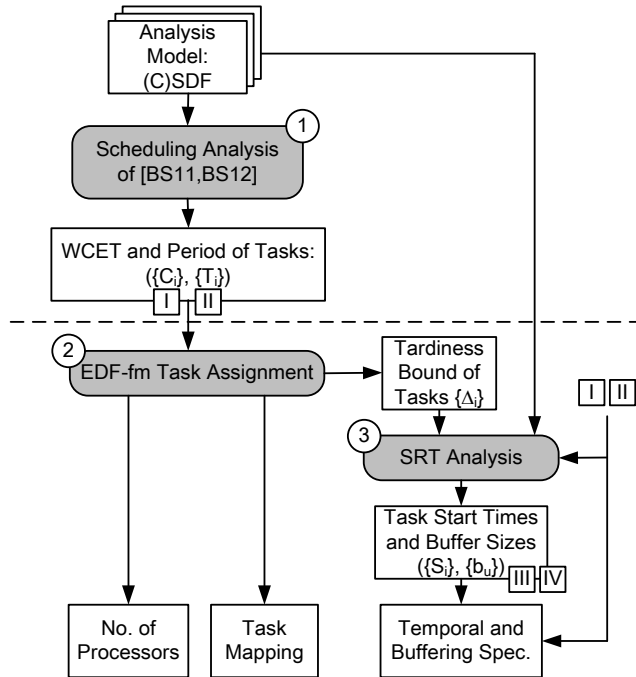 Analysis
Model:
(C)SDF
1
Scheduling Analysis
of [BS11,BS12]
WCET and Period of Tasks:
({Cᵢ}, {Tᵢ})
I II
2
EDF-fm Task Assignment
Tardiness
Bound of
Tasks {Δᵢ}
I II
3
SRT Analysis
Task Start Times
and Buffer Sizes
({Sᵢ}, {bᵤ})
III IV
No. of
Processors
Task
Mapping
Temporal and
Buffering Spec.